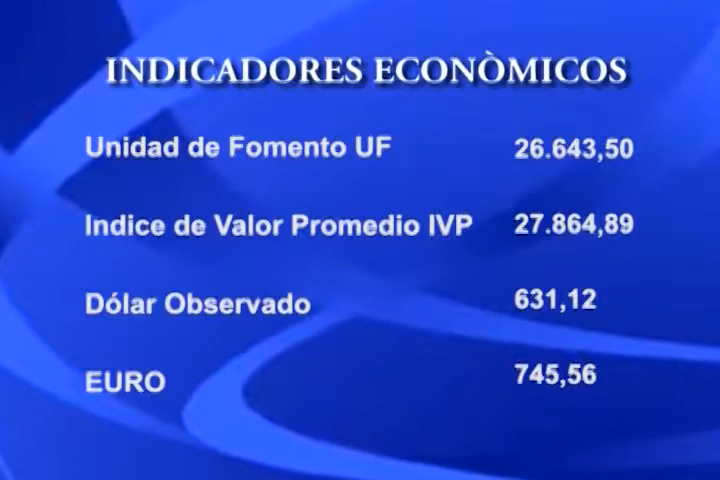 INDICADORES ECONÒMICOS
Unidad de Fomento UF 26.643,50
Indice de Valor Promedio IVP 27.864,89
Dólar Observado 631,12
EURO 745,56